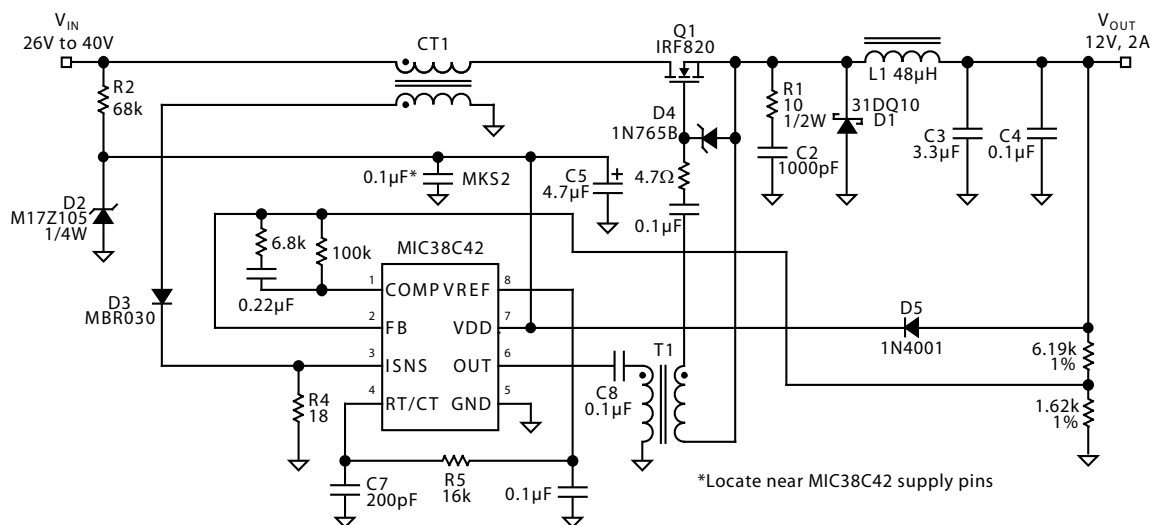 VIN
26V to 40V
CT1
Q1
IRF820
VOUT
12V, 2A
R2
68k
L1 48µH
R1
10
1/2W
31DQ10
D1
D4
1N765B
C3
3.3µF
C4
0.1µF
C2
1000pF
0.1µF*
MKS2
C5
4.7µF
+
4.7Ω
0.1µF
D2
M17Z105
1/4W
6.8k
100k
MIC38C42
0.22µF
1
COMP
VREF
8
D3
MBR030
2
FB
VDD
7
D5
1N4001
3
ISNS
OUT
6
T1
6.19k
1%
4
RT/CT
GND
5
C8
0.1µF
R4
18
1.62k
1%
C7
200pF
R5
16k
0.1µF
*Locate near MIC38C42 supply pins